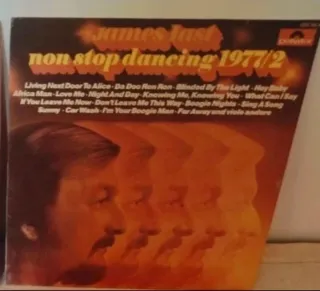 james last
non stop dancing 1977/2
Living Next Door To Alice - Da Doo Ron Ron - Blinded By The Light - Hey Baby
Africa Man - Love Me - Night And Day - Knowing Me, Knowing You - What Can I Say
If You Leave Me Now - Don't Leave Me This Way - Boogie Nights - Sing A Song
Sunny - Car Wash - I'm Your Boogie Man - Far Away und viele andere